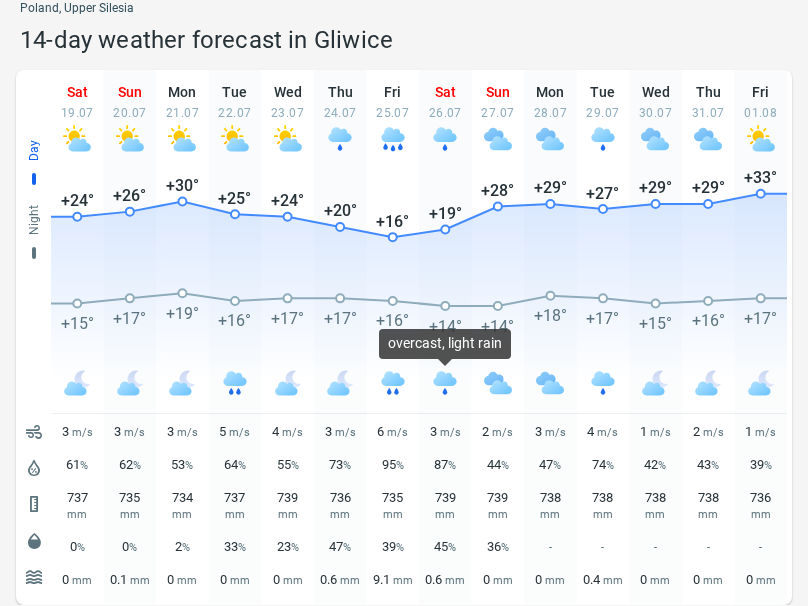 Poland, Upper Silesia
14-day weather forecast in Gliwice
Sat Sun Mon Tue Wed Thu Fri Sat Sun Mon Tue Wed Thu Fri
19.07 20.07 21.07 22.07 23.07 24.07 25.07 26.07 27.07 28.07 29.07 30.07 31.07 01.08
Day
+24° +26° +30° +25° +24° +20° +16° +19° +28° +29° +27° +29° +29° +33°
Night
+15° +17° +19° +16° +17° +17° +16° +14° +14° +18° +17° +15° +16° +17°
overcast, light rain
3 m/s 3 m/s 3 m/s 5 m/s 4 m/s 3 m/s 6 m/s 3 m/s 2 m/s 3 m/s 4 m/s 1 m/s 2 m/s 1 m/s
61% 62% 53% 64% 55% 73% 95% 87% 44% 47% 74% 42% 43% 39%
737 735 734 737 739 736 735 739 739 738 738 738 738 736
mm mm mm mm mm mm mm mm mm mm mm mm mm mm
0% 0% 2% 33% 23% 47% 39% 45% 36% - - - - -
0 mm 0.1 mm 0 mm 0 mm 0 mm 0.6 mm 9.1 mm 0.6 mm 0 mm 0 mm 0.4 mm 0 mm 0 mm 0 mm